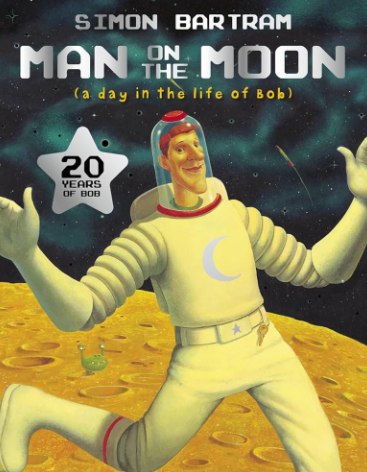 SIMON BARTRAM
MAN ON THE MOON
(a day in the life of Bob)
20
YEARS
OF BOB